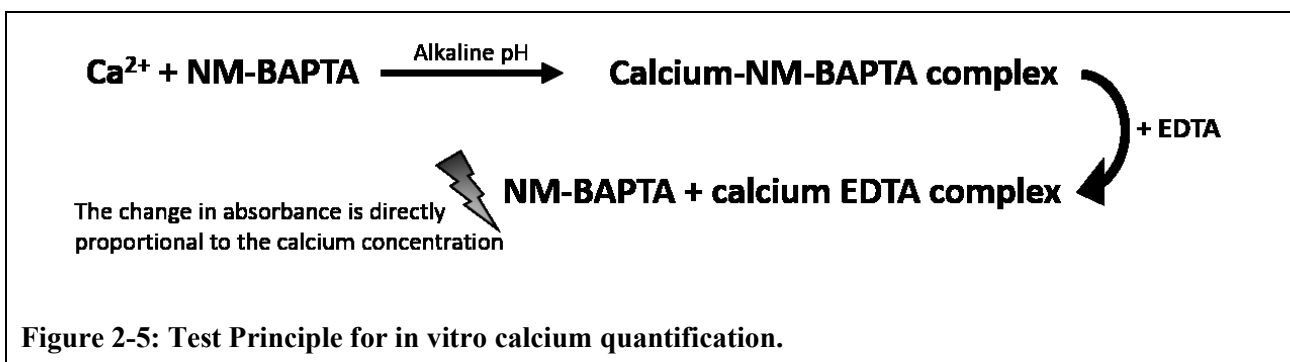 Ca²⁺ + NM-BAPTA Alkaline pH Calcium-NM-BAPTA complex
+ EDTA
NM-BAPTA + calcium EDTA complex
The change in absorbance is directly
proportional to the calcium concentration
Figure 2-5: Test Principle for in vitro calcium quantification.